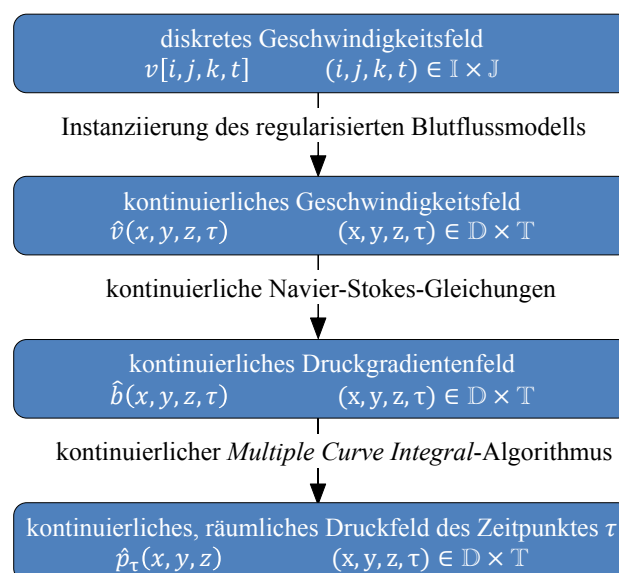 diskretes Geschwindigkeitsfeld
v[i, j, k, t] (i, j, k, t) ∈ 𝕀 × 𝕁
Instanziierung des regularisierten Blutflussmodells
kontinuierliches Geschwindigkeitsfeld
v̂(x, y, z, τ) (x, y, z, τ) ∈ 𝔻 × 𝕋
kontinuierliche Navier-Stokes-Gleichungen
kontinuierliches Druckgradientenfeld
b̂(x, y, z, τ) (x, y, z, τ) ∈ 𝔻 × 𝕋
kontinuierlicher Multiple Curve Integral-Algorithmus
kontinuierliches, räumliches Druckfeld des Zeitpunktes τ
p̂τ(x, y, z) (x, y, z, τ) ∈ 𝔻 × 𝕋